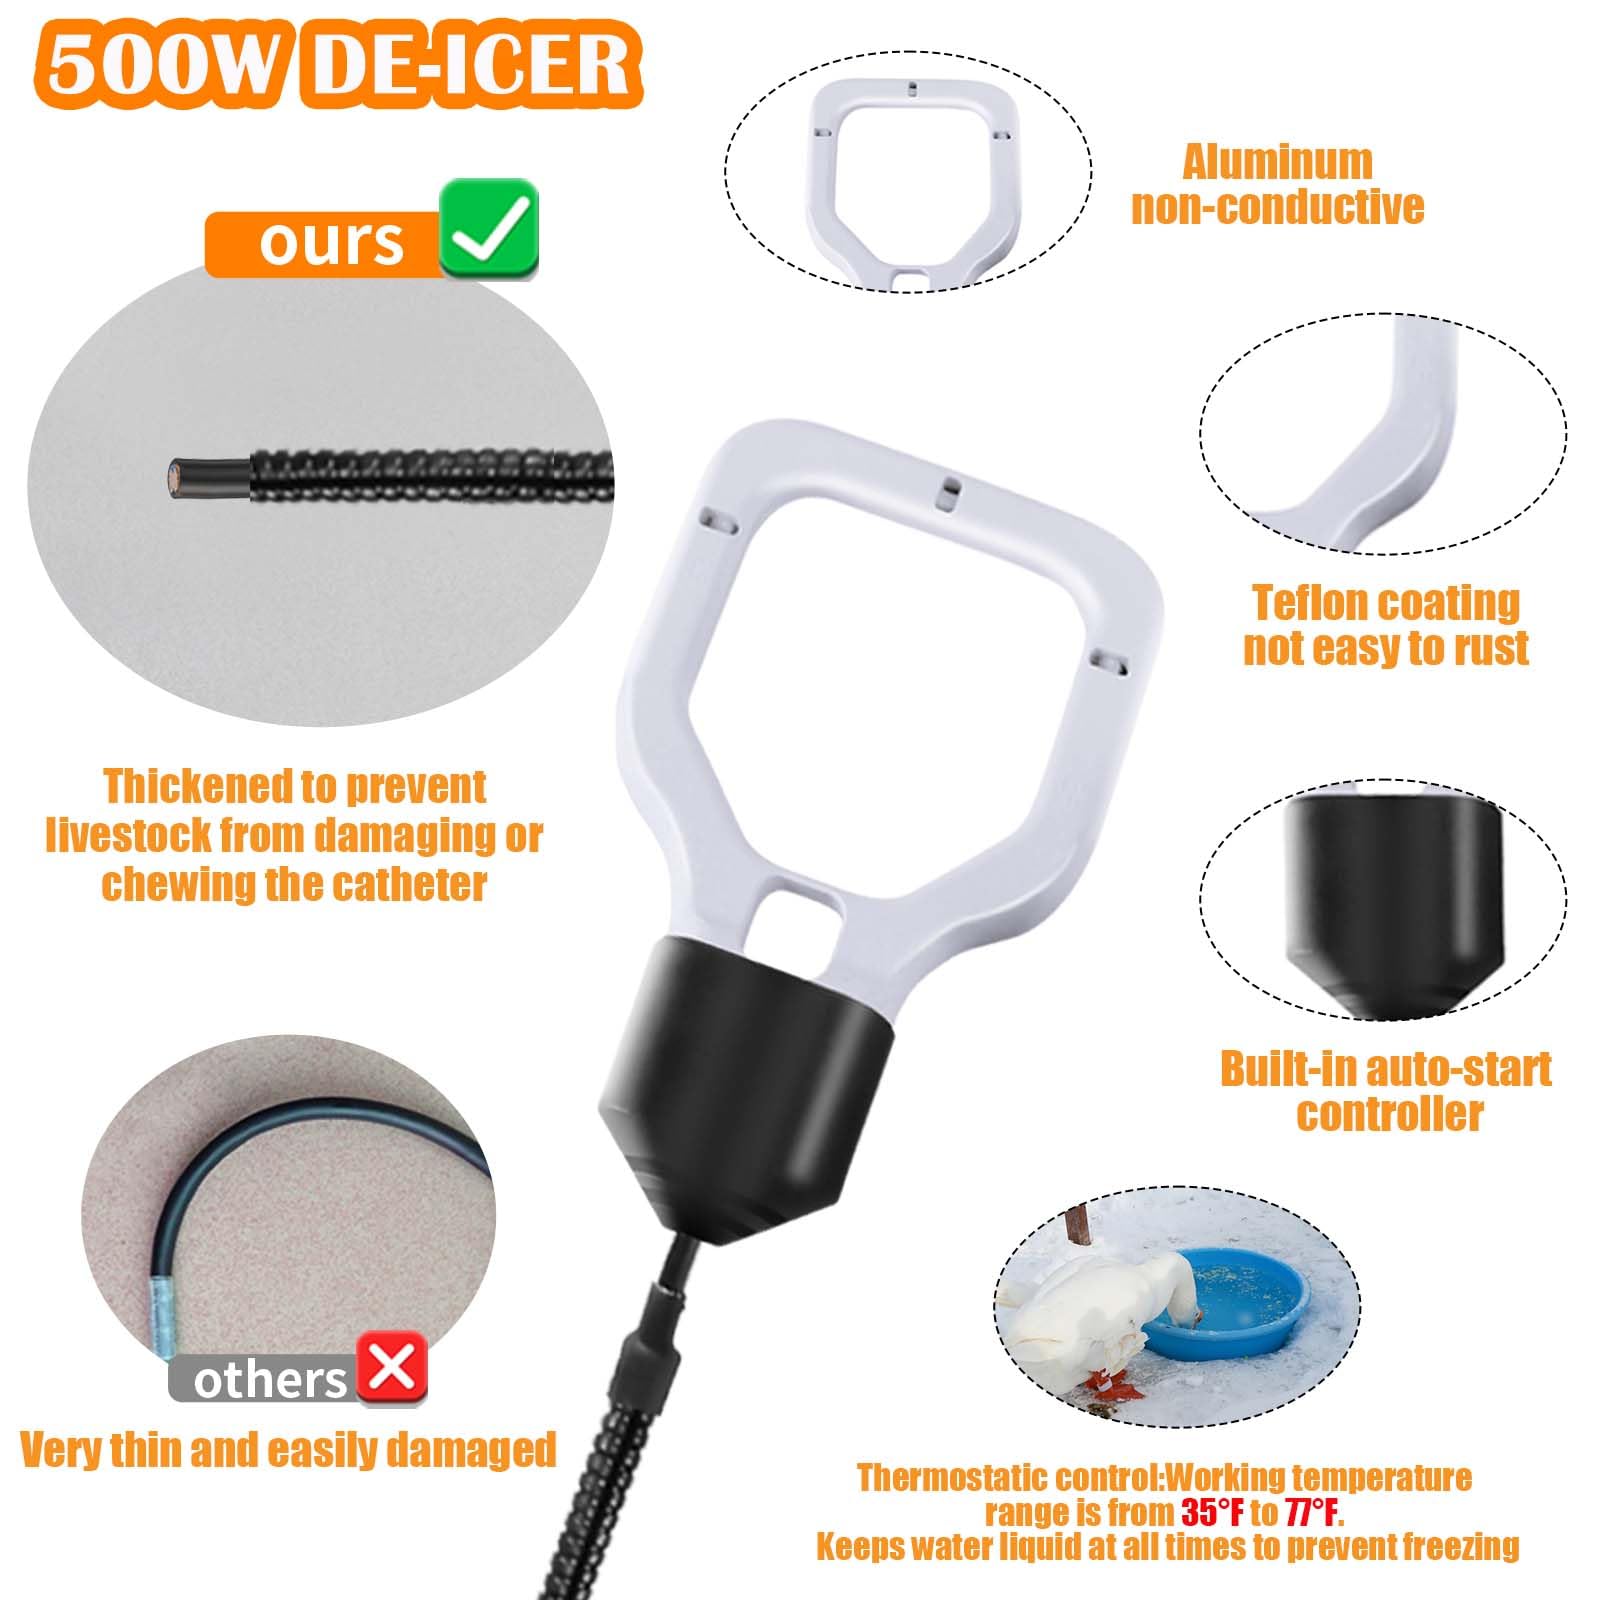 500W DE-ICER
ours
Thickened to prevent
livestock from damaging or
chewing the catheter
others
Very thin and easily damaged
Aluminum
non-conductive
Teflon coating
not easy to rust
Built-in auto-start
controller
Thermostatic control:Working temperature
range is from 35°F to 77°F.
Keeps water liquid at all times to prevent freezing